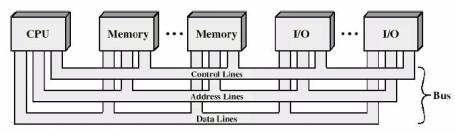 CPU Memory ••• Memory I/O ••• I/O
Control Lines
Address Lines
Data Lines
Bus